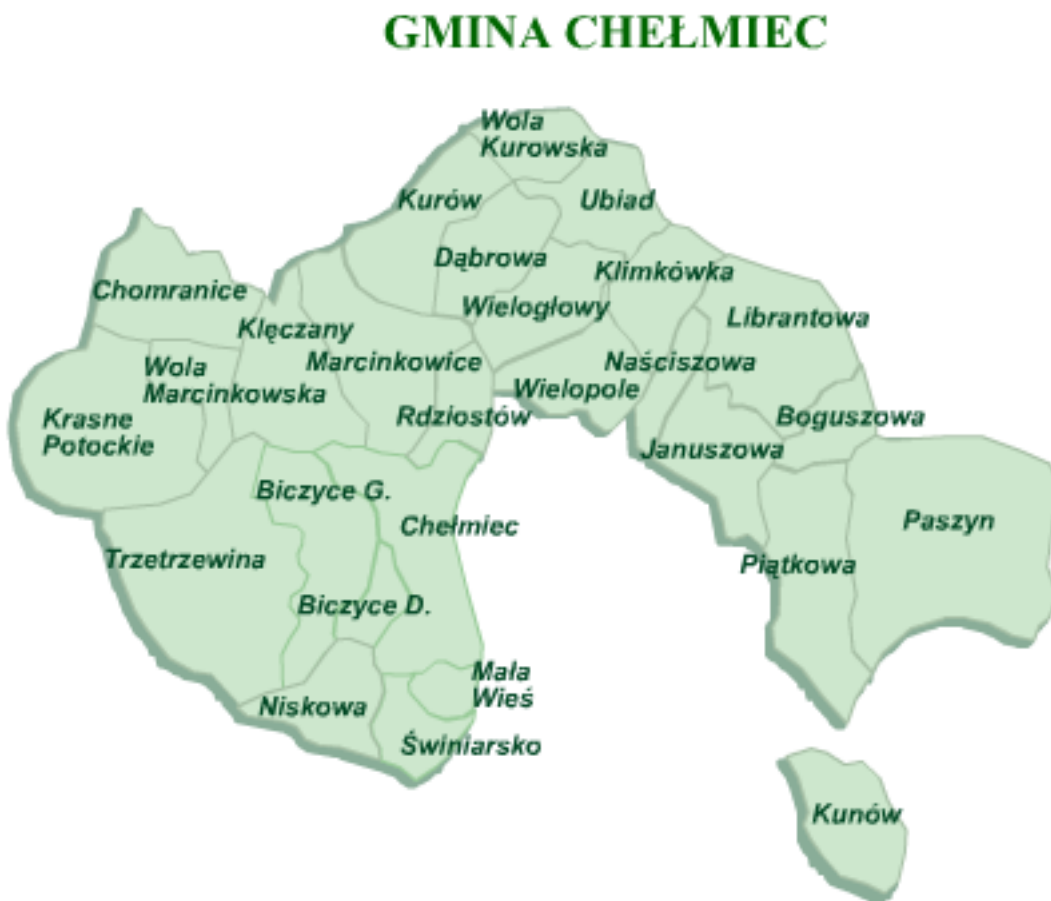 GMINA CHEŁMIEC
Wola
Kurowska
Kurów
Ubiad
Dąbrowa
Klimkówka
Chomranice
Wielogłowy
Librantowa
Klęczany
Marcinkowice
Naściszowa
Wola
Marcinkowska
Wielopole
Krasne
Potockie
Rdziostów
Boguszowa
Januszowa
Biczyce G.
Chełmiec
Paszyn
Trzetrzewina
Piątkowa
Biczyce D.
Mała
Wieś
Niskowa
Świniarsko
Kunów